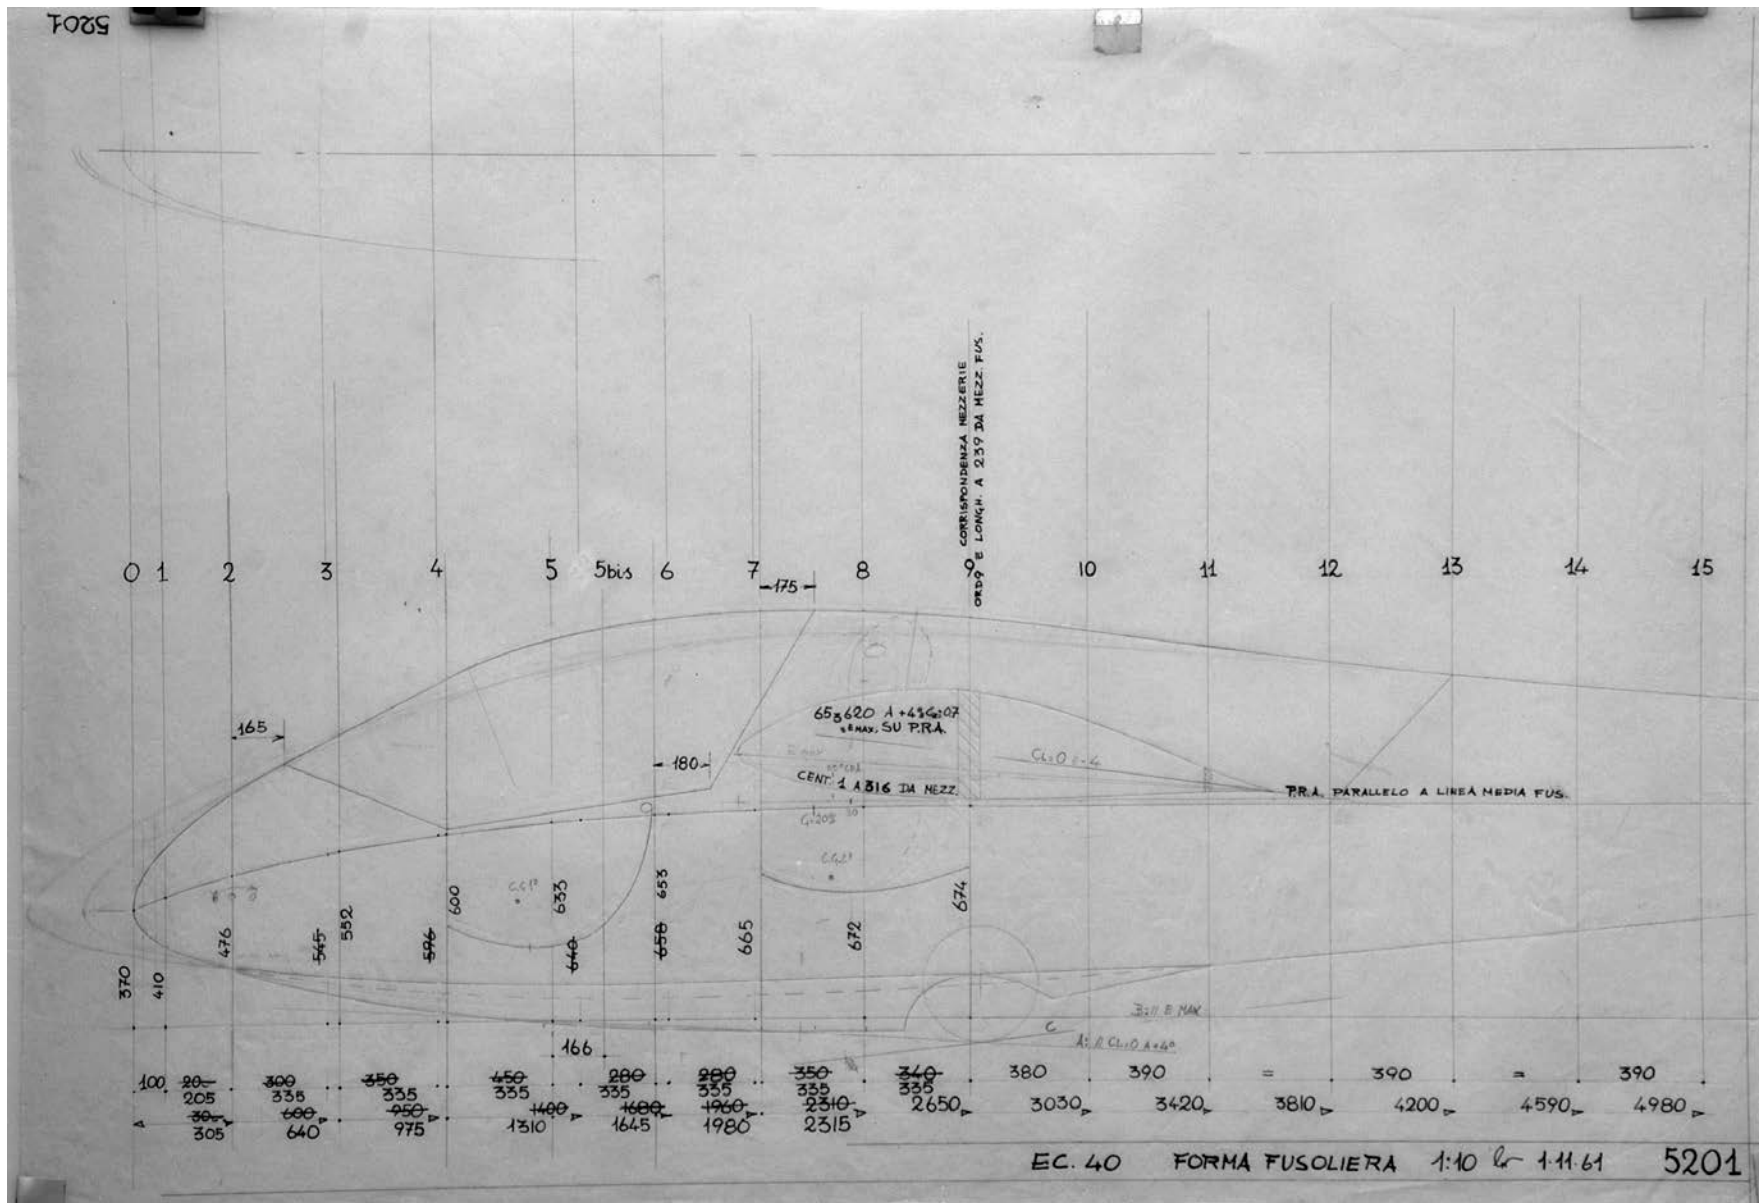 5201
CORRISPONDENZA MEZZERIE
ORD9 E LONGH. A 239 DA MEZZ. FUS.
0 1 2 3 4 5 5bis 6 7 8 9 10 11 12 13 14 15
175
165
180
SU P.R.A.
CENT. 1 A 316 DA MEZZ.
P.R.A. PARALLELO A LINEA MEDIA FUS.
370 410 476 545 552 596 600 633 640 653 658 665 672 674
C
166
100 20 300 350 450 280 280 350 340 380 390 = 390 = 390
205 335 335 335 335 335 335 335
30 600 950 1400 1680 1960 2310 2650 3030 3420 3810 4200 4590 4980
305 640 975 1310 1645 1980 2315
EC. 40 FORMA FUSOLIERA 1:10 1.11.61 5201